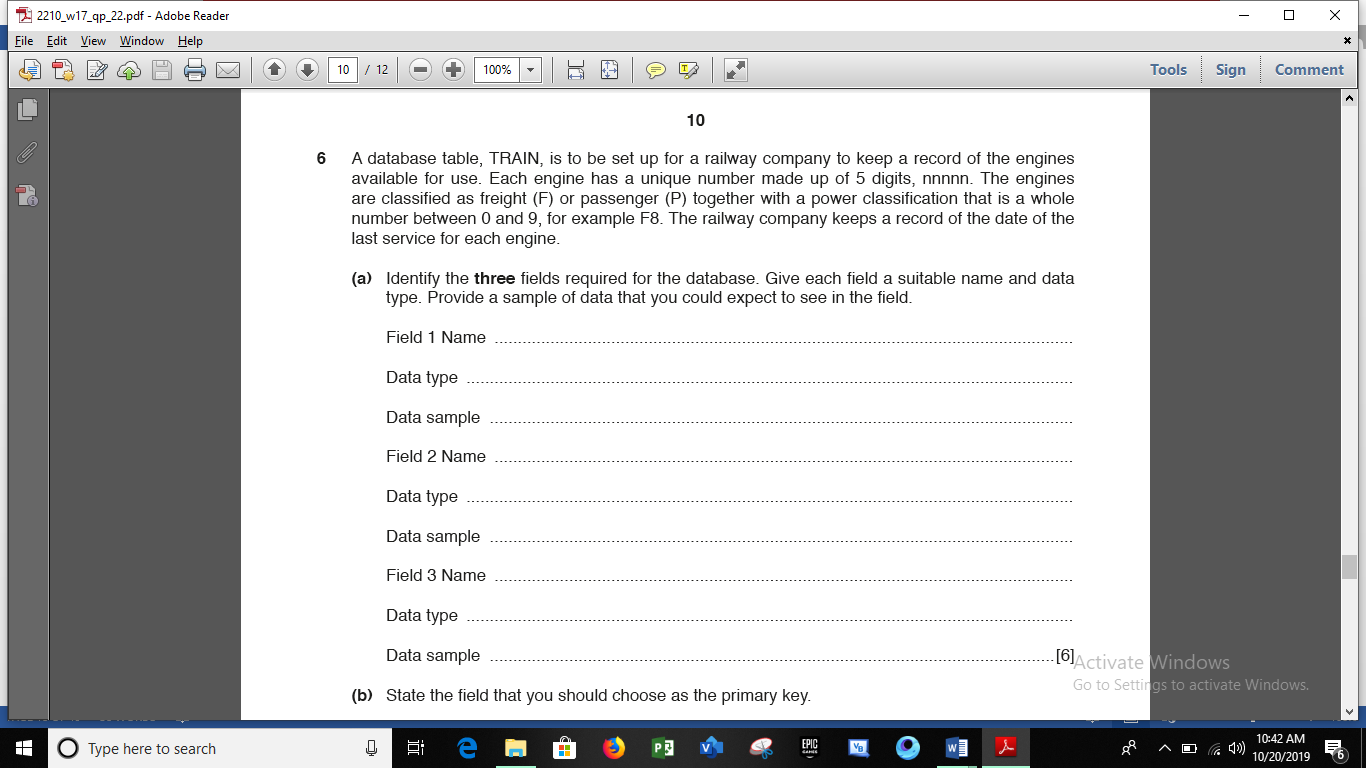 2210_w17_qp_22.pdf - Adobe Reader
File Edit View Window Help
10 / 12 100% Tools Sign Comment
10
6 A database table, TRAIN, is to be set up for a railway company to keep a record of the engines
available for use. Each engine has a unique number made up of 5 digits, nnnnn. The engines
are classified as freight (F) or passenger (P) together with a power classification that is a whole
number between 0 and 9, for example F8. The railway company keeps a record of the date of the
last service for each engine.
(a) Identify the three fields required for the database. Give each field a suitable name and data
type. Provide a sample of data that you could expect to see in the field.
Field 1 Name
Data type
Data sample
Field 2 Name
Data type
Data sample
Field 3 Name
Data type
Data sample [6]
Activate Windows
Go to Settings to activate Windows.
(b) State the field that you should choose as the primary key.
Type here to search
10:42 AM
10/20/2019
6